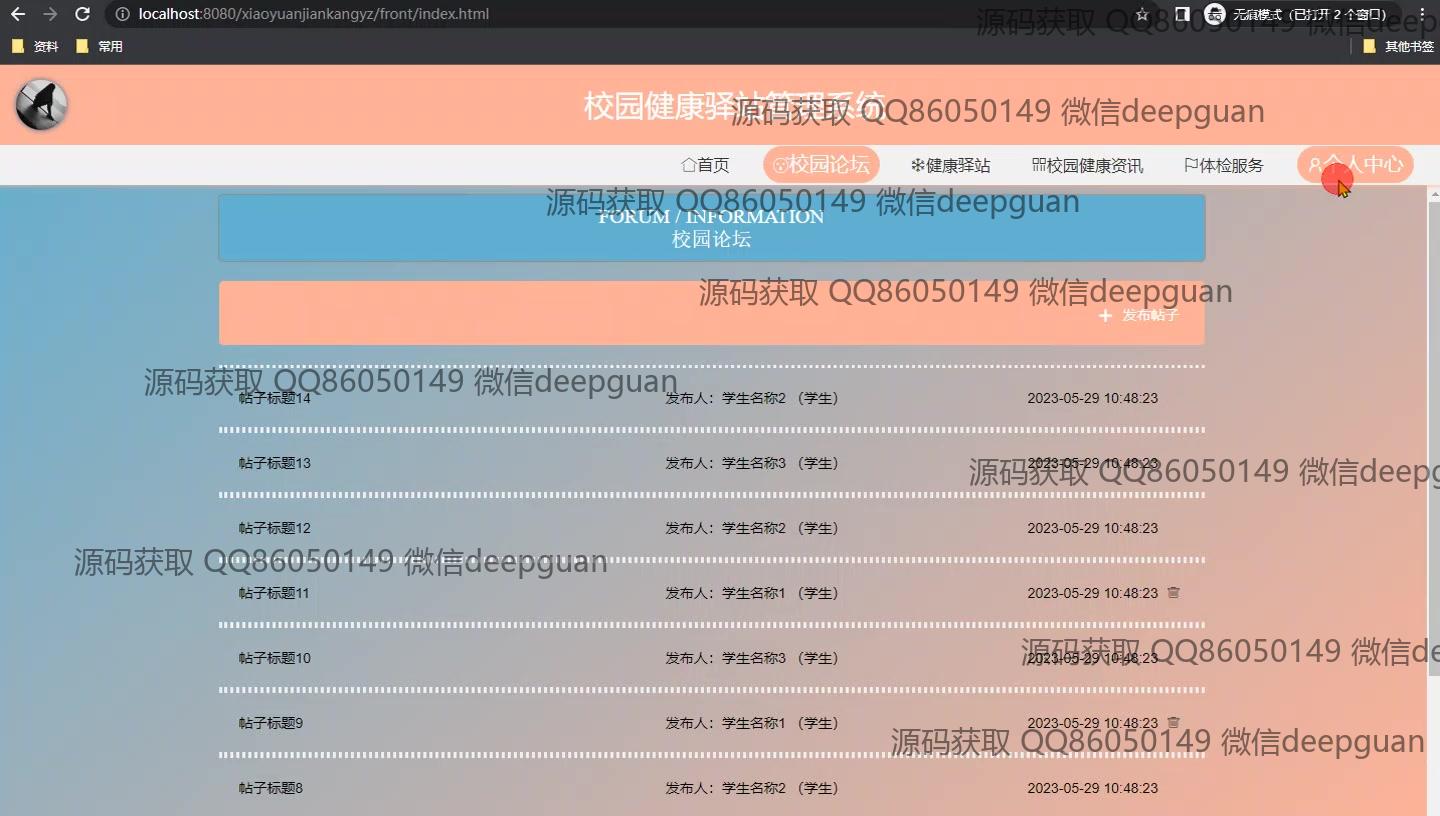 localhost:8080/xiaoyuanjiankangyz/front/index.html
无痕模式（已打开 2 个窗口）
资料 常用 其他书签
校园健康驿站管理系统
首页 校园论坛 健康驿站 校园健康资讯 体检服务 个人中心
FORUM / INFORMATION
校园论坛
+ 发布帖子
帖子标题14 发布人：学生名称2 （学生） 2023-05-29 10:48:23
帖子标题13 发布人：学生名称3 （学生） 2023-05-29 10:48:23
帖子标题12 发布人：学生名称2 （学生） 2023-05-29 10:48:23
帖子标题11 发布人：学生名称1 （学生） 2023-05-29 10:48:23
帖子标题10 发布人：学生名称3 （学生） 2023-05-29 10:48:23
帖子标题9 发布人：学生名称1 （学生） 2023-05-29 10:48:23
帖子标题8 发布人：学生名称2 （学生） 2023-05-29 10:48:23
源码获取 QQ86050149 微信deep
源码获取 QQ86050149 微信deepguan
源码获取 QQ86050149 微信deepguan
源码获取 QQ86050149 微信deepguan
源码获取 QQ86050149 微信deepguan
源码获取 QQ86050149 微信deepg
源码获取 QQ86050149 微信deepguan
源码获取 QQ86050149 微信de
源码获取 QQ86050149 微信deepguan